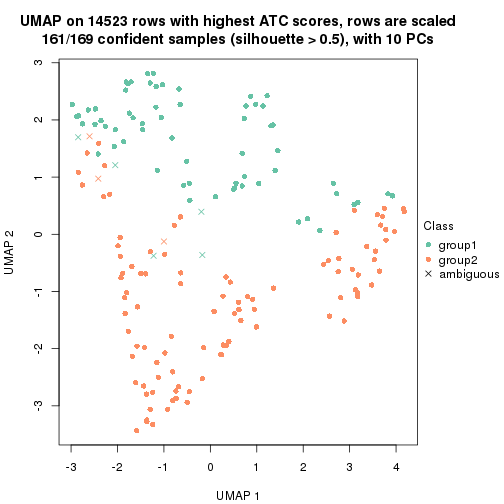 UMAP on 14523 rows with highest ATC scores, rows are scaled
161/169 confident samples (silhouette > 0.5), with 10 PCs
3
2
1
0
-1
-2
-3
UMAP 2
-3
-2
-1
0
1
2
3
4
UMAP 1
Class
group1
group2
ambiguous